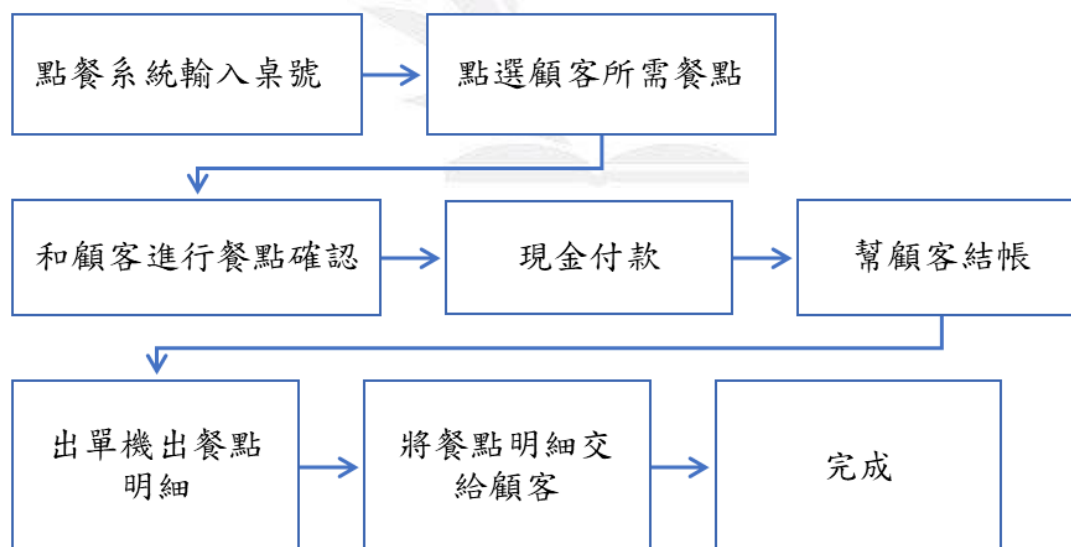 點餐系統輸入桌號
點選顧客所需餐點
和顧客進行餐點確認
現金付款
幫顧客結帳
出單機出餐點
明細
將餐點明細交
給顧客
完成